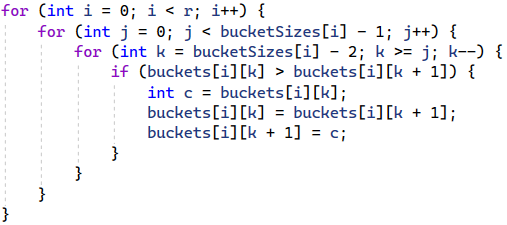 for (int i = 0; i < r; i++) {
    for (int j = 0; j < bucketSizes[i] - 1; j++) {
        for (int k = bucketSizes[i] - 2; k >= j; k--) {
            if (buckets[i][k] > buckets[i][k + 1]) {
                int c = buckets[i][k];
                buckets[i][k] = buckets[i][k + 1];
                buckets[i][k + 1] = c;
            }
        }
    }
}